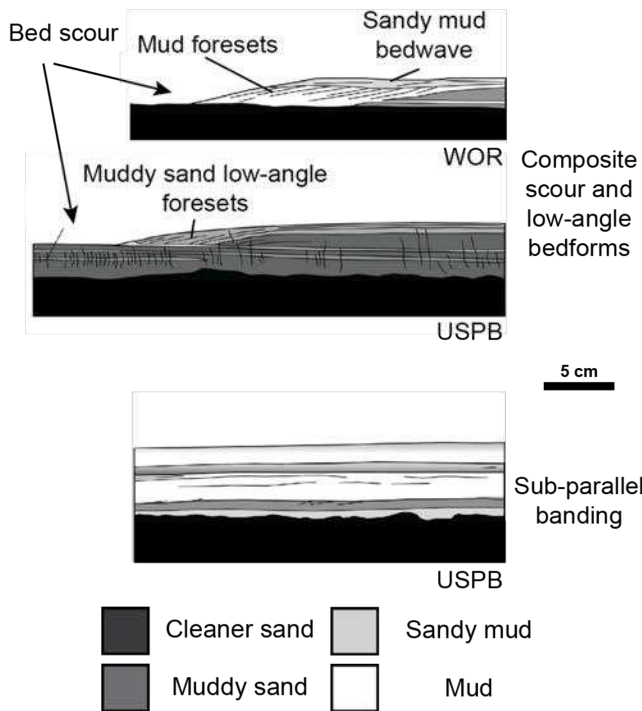 Bed scour
Mud foresets
Sandy mud
bedwave
WOR
Muddy sand low-angle
foresets
Composite
scour and
low-angle
bedforms
USPB
5 cm
Sub-parallel
banding
USPB
Cleaner sand
Sandy mud
Muddy sand
Mud